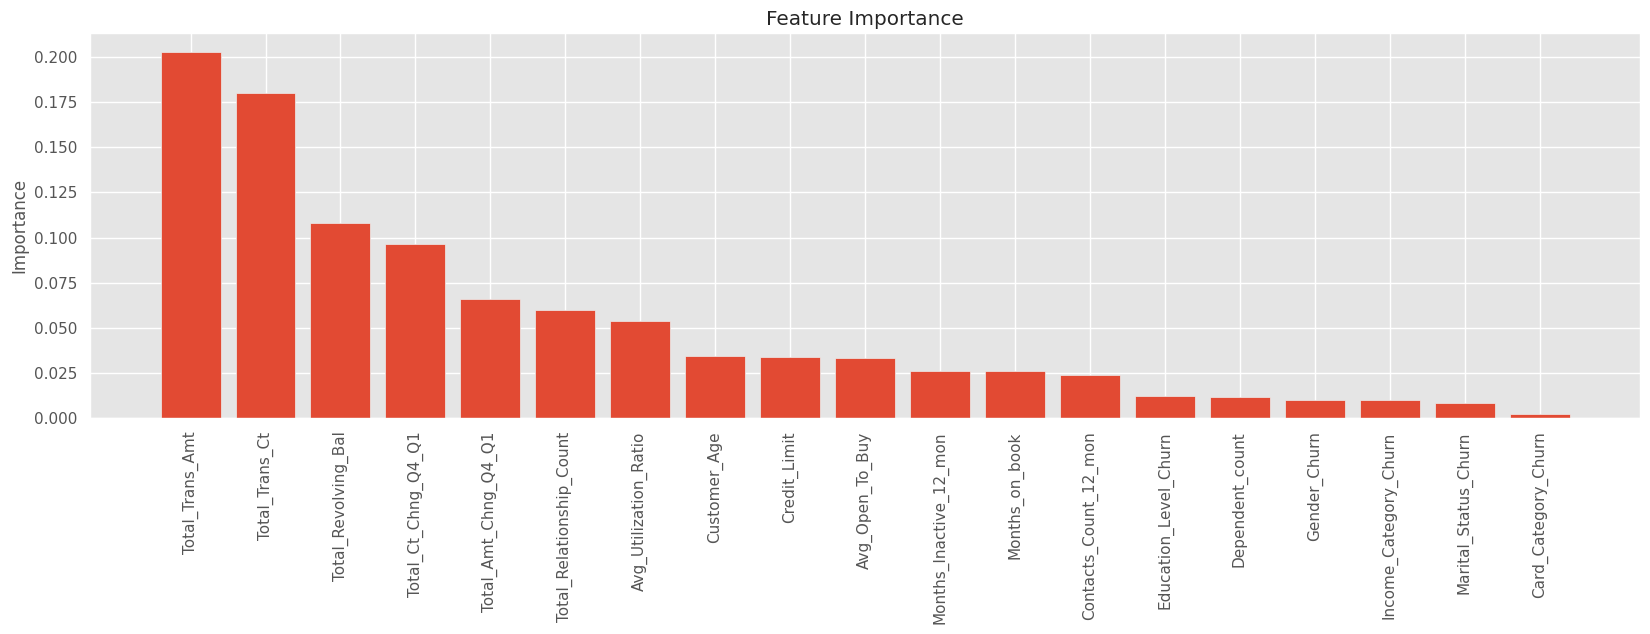 Feature Importance
Importance
0.200
0.175
0.150
0.125
0.100
0.075
0.050
0.025
0.000
Total_Trans_Amt
Total_Trans_Ct
Total_Revolving_Bal
Total_Ct_Chng_Q4_Q1
Total_Amt_Chng_Q4_Q1
Total_Relationship_Count
Avg_Utilization_Ratio
Customer_Age
Credit_Limit
Avg_Open_To_Buy
Months_Inactive_12_mon
Months_on_book
Contacts_Count_12_mon
Education_Level_Churn
Dependent_count
Gender_Churn
Income_Category_Churn
Marital_Status_Churn
Card_Category_Churn